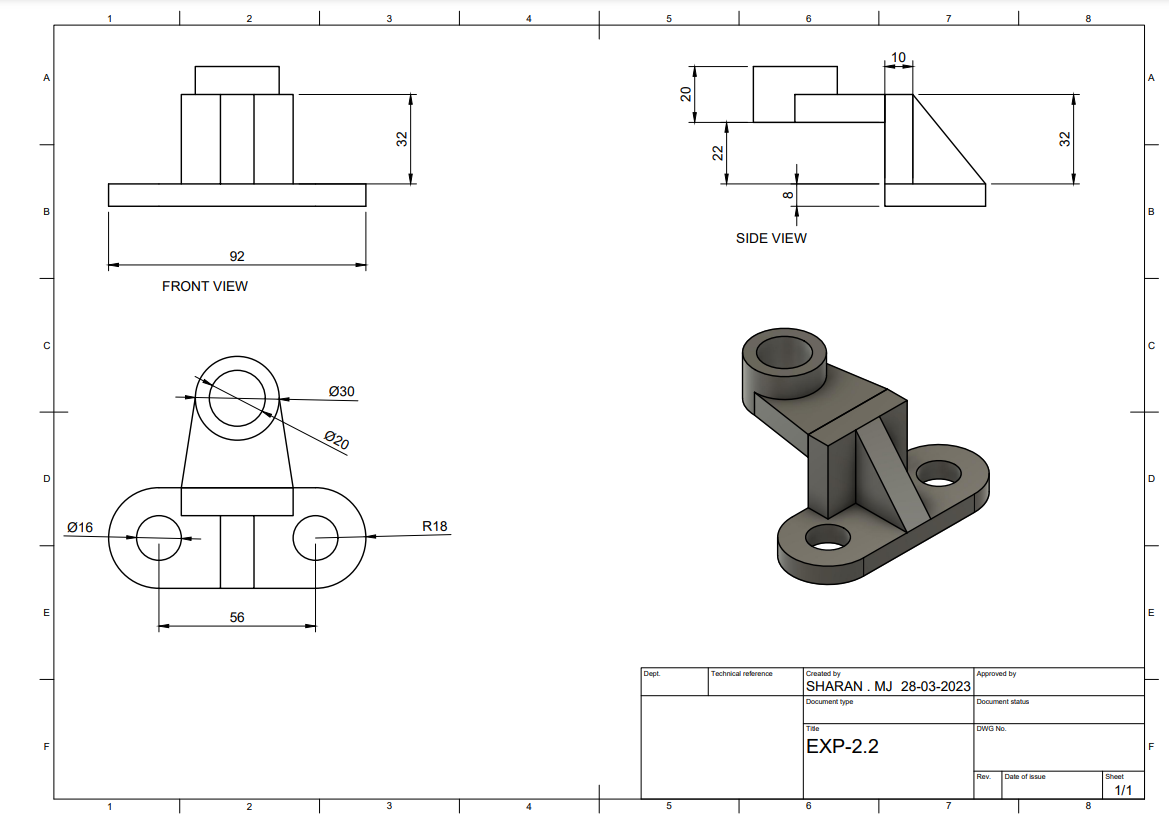 1 2 3 4 5 6 7 8
A A
10
20
32
32
22
8
B B
SIDE VIEW
92
FRONT VIEW
C C
Ø30
Ø20
D D
Ø16
R18
E E
56
Dept. Technical reference Created by Approved by
SHARAN . MJ 28-03-2023
Document type Document status
Title DWG No.
EXP-2.2
F F
Rev. Date of issue Sheet
1/1
1 2 3 4 5 6 7 8